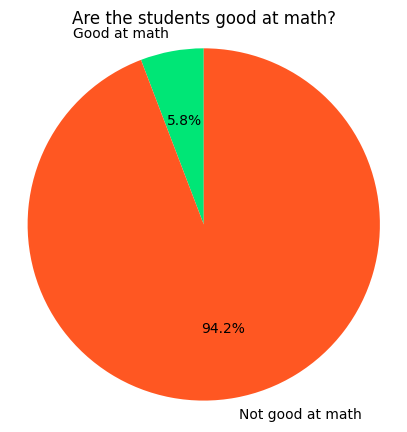 Are the students good at math?
Good at math
5.8%
94.2%
Not good at math